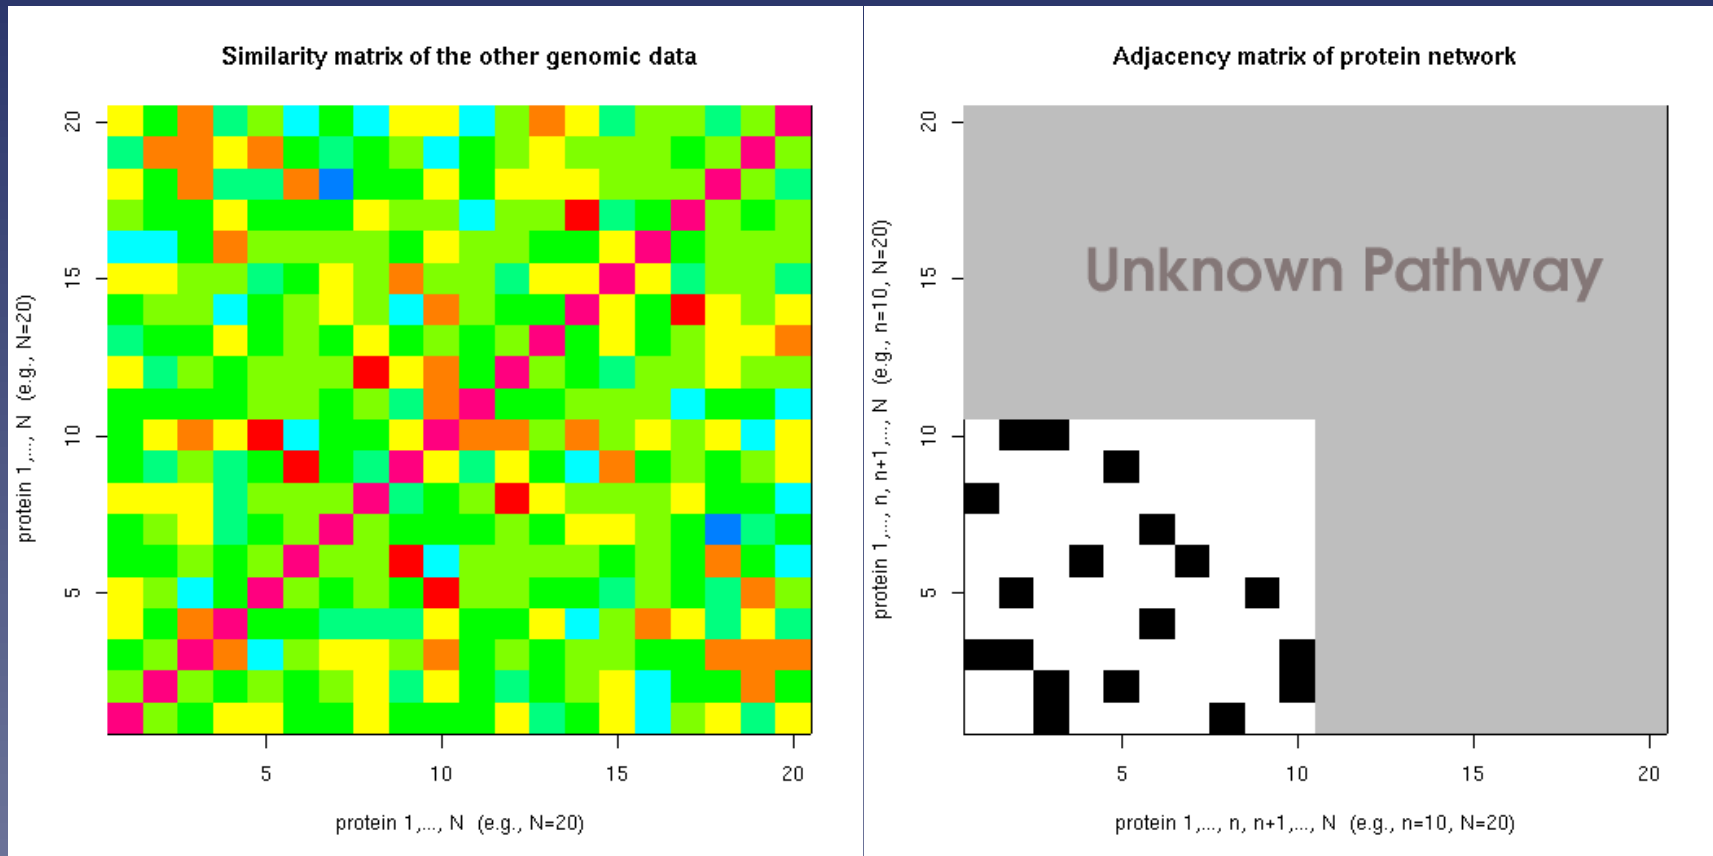 Similarity matrix of the other genomic data
20
15
10
5
protein 1,..., N (e.g., N=20)
5 10 15 20
protein 1,..., N (e.g., N=20)
Adjacency matrix of protein network
20
15
10
5
protein 1,..., n, n+1,..., N (e.g., n=10, N=20)
Unknown Pathway
5 10 15 20
protein 1,..., n, n+1,..., N (e.g., n=10, N=20)